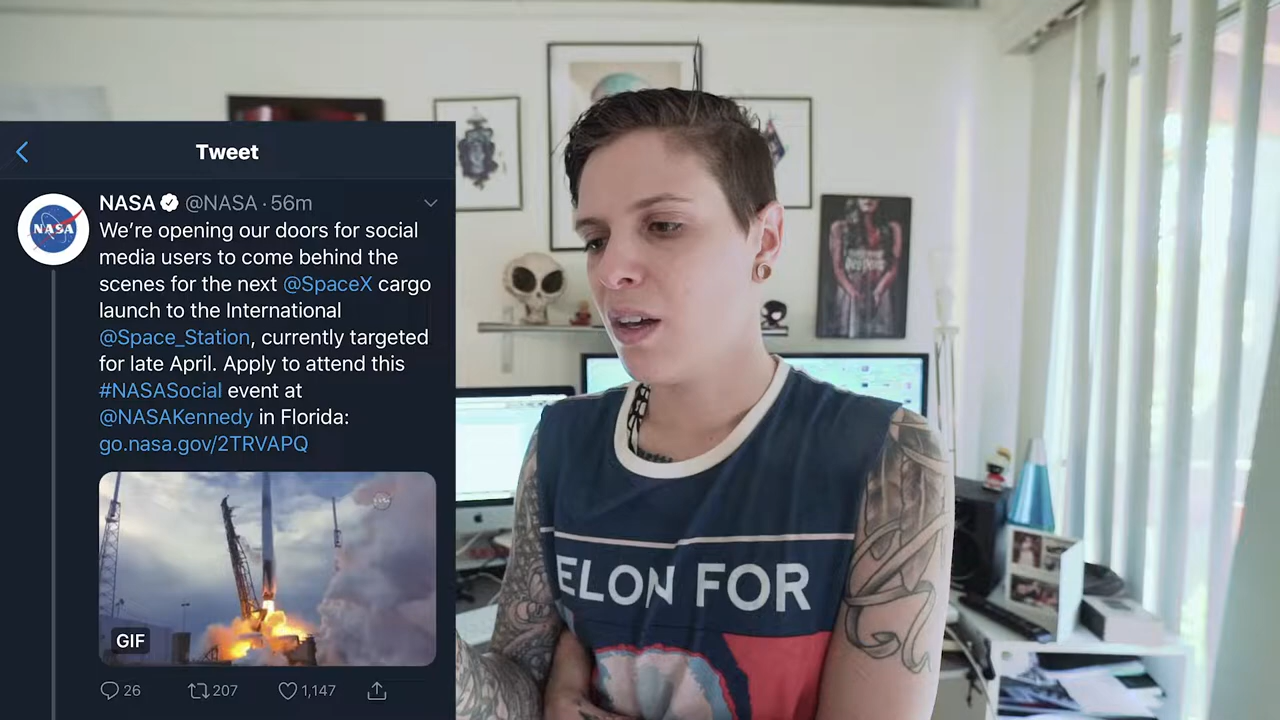 Tweet
NASA @NASA · 56m
We're opening our doors for social
media users to come behind the
scenes for the next @SpaceX cargo
launch to the International
@Space_Station, currently targeted
for late April. Apply to attend this
#NASASocial event at
@NASAKennedy in Florida:
go.nasa.gov/2TRVAPQ
NASA
GIF
26
207
1,147
ELON FOR